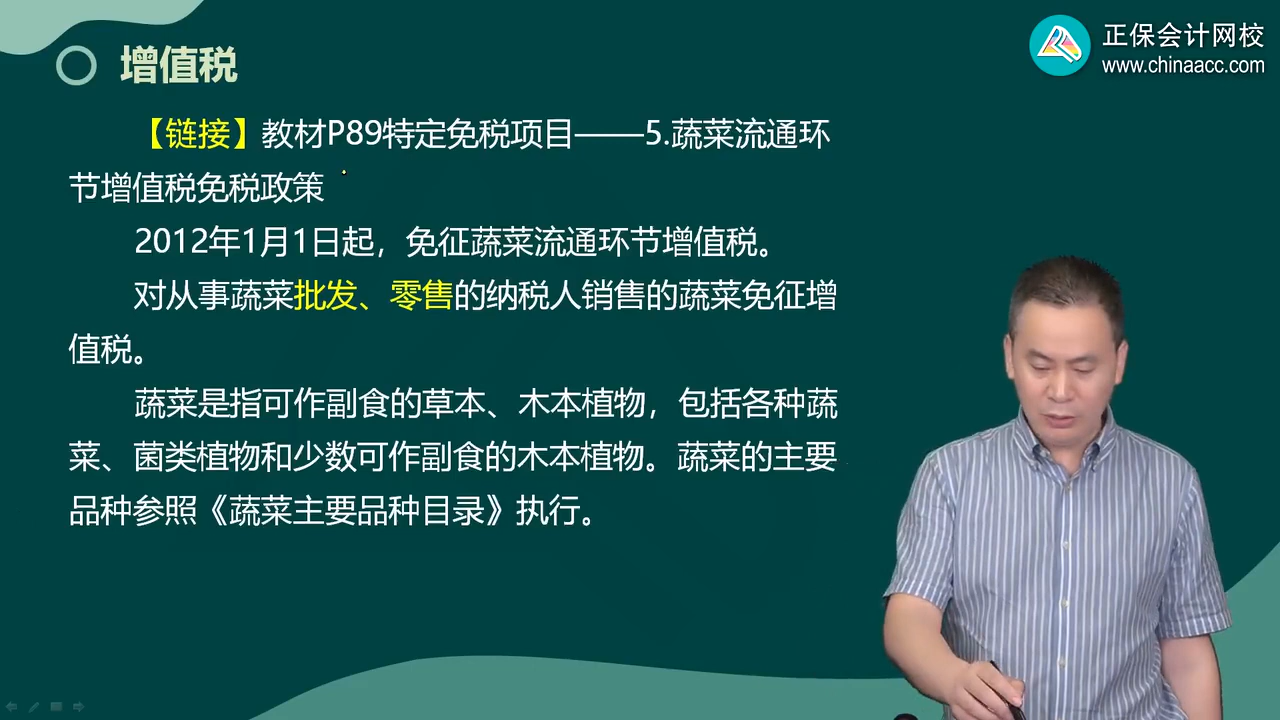 增值税
正保会计网校
www.chinaacc.com
【链接】教材P89特定免税项目——5.蔬菜流通环
节增值税免税政策
2012年1月1日起，免征蔬菜流通环节增值税。
对从事蔬菜批发、零售的纳税人销售的蔬菜免征增
值税。
蔬菜是指可作副食的草本、木本植物，包括各种蔬
菜、菌类植物和少数可作副食的木本植物。蔬菜的主要
品种参照《蔬菜主要品种目录》执行。